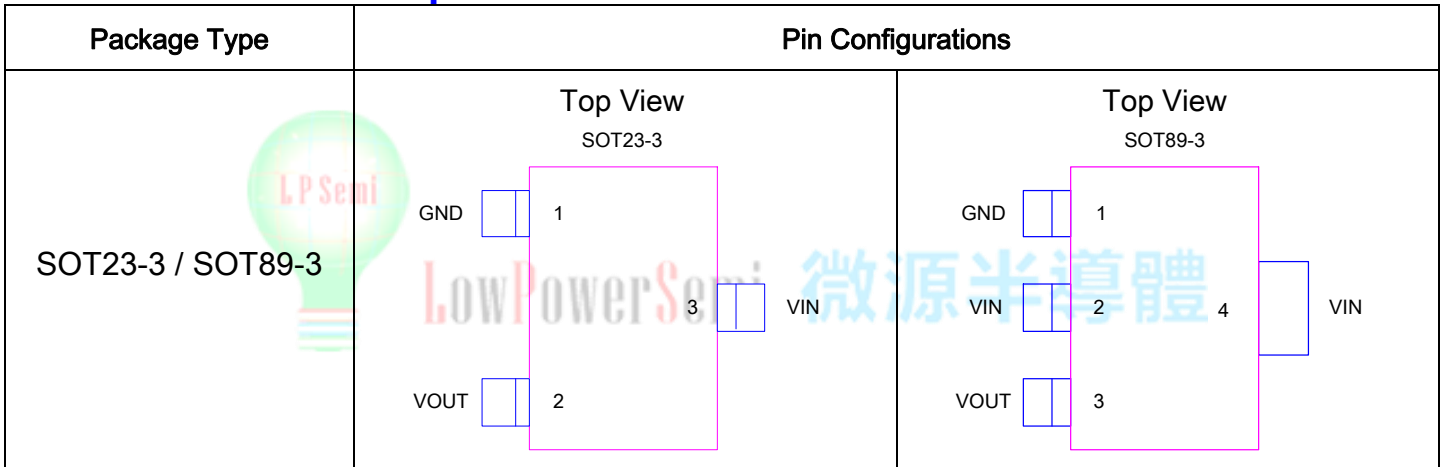 Package Type
Pin Configurations
SOT23-3 / SOT89-3
Top View
SOT23-3
GND 1
3 VIN
VOUT 2
Top View
SOT89-3
GND 1
VIN 2 4 VIN
VOUT 3
LP Semi
LowPowerSemi 微源半導體